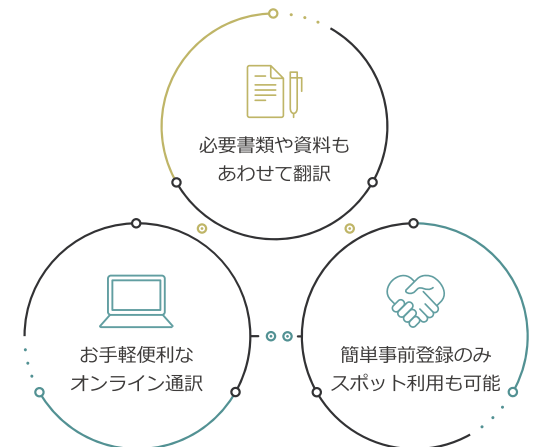 必要書類や資料も
あわせて翻訳
お手軽便利な
オンライン通訳
簡単事前登録のみ
スポット利用も可能